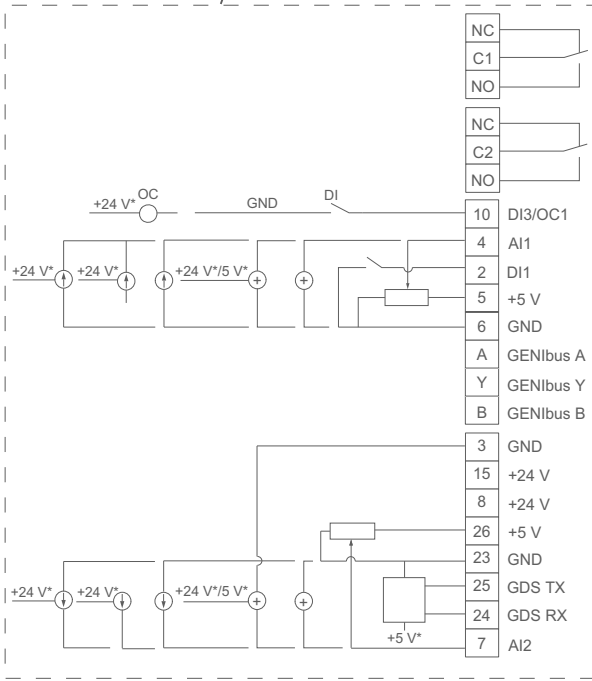 NC
C1
NO
NC
C2
NO
+24 V* OC GND DI 10 DI3/OC1
4 AI1
+24 V* +24 V* +24 V*/5 V* + + 2 DI1
5 +5 V
6 GND
A GENIbus A
Y GENIbus Y
B GENIbus B
3 GND
15 +24 V
8 +24 V
26 +5 V
23 GND
25 GDS TX
+24 V* +24 V* +24 V*/5 V* + + 24 GDS RX
+5 V* 7 AI2